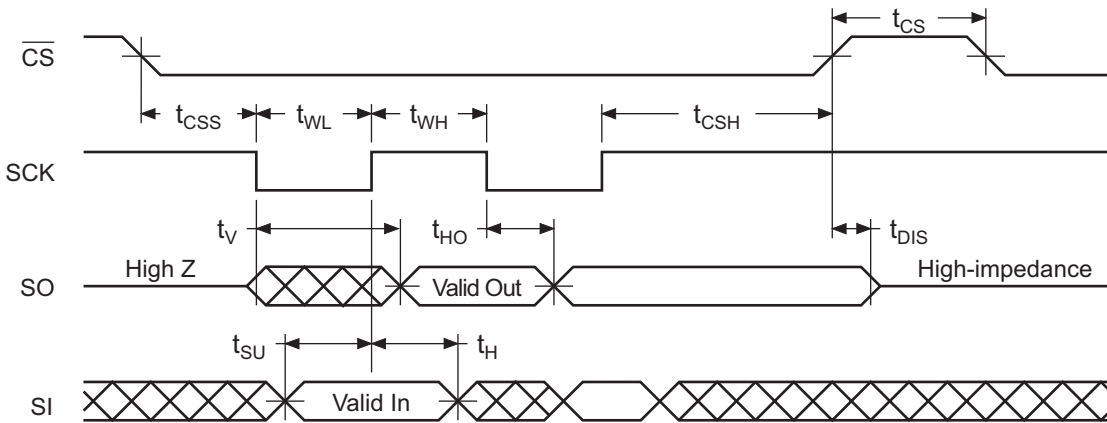 tCS
CS
tCSS
tWL
tWH
tCSH
SCK
tV
tHO
tDIS
High Z
Valid Out
High-impedance
SO
tSU
tH
Valid In
SI